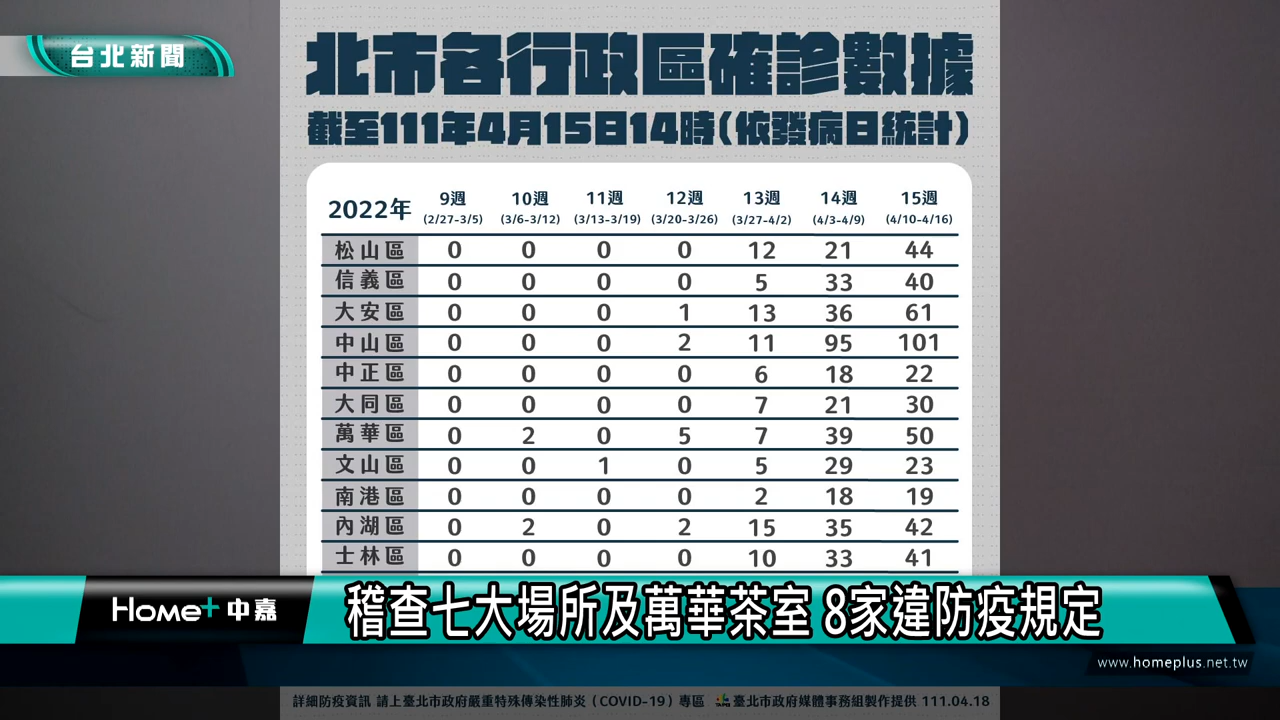 台北新聞
北市各行政區確診數據
截至111年4月15日14時(依發病日統計)
2022年 9週 10週 11週 12週 13週 14週 15週
(2/27-3/5) (3/6-3/12) (3/13-3/19) (3/20-3/26) (3/27-4/2) (4/3-4/9) (4/10-4/16)
松山區 0 0 0 0 12 21 44
信義區 0 0 0 0 5 33 40
大安區 0 0 0 1 13 36 61
中山區 0 0 0 2 11 95 101
中正區 0 0 0 0 6 18 22
大同區 0 0 0 0 7 21 30
萬華區 0 2 0 5 7 39 50
文山區 0 0 1 0 5 29 23
南港區 0 0 0 0 2 18 19
內湖區 0 2 0 2 15 35 42
士林區 0 0 0 0 10 33 41
Home+中嘉
稽查七大場所及萬華茶室 8家違防疫規定
www.homeplus.net.tw
詳細防疫資訊 請上臺北市政府嚴重特殊傳染性肺炎(COVID-19)專區 臺北市政府媒體事務組製作提供 111.04.18